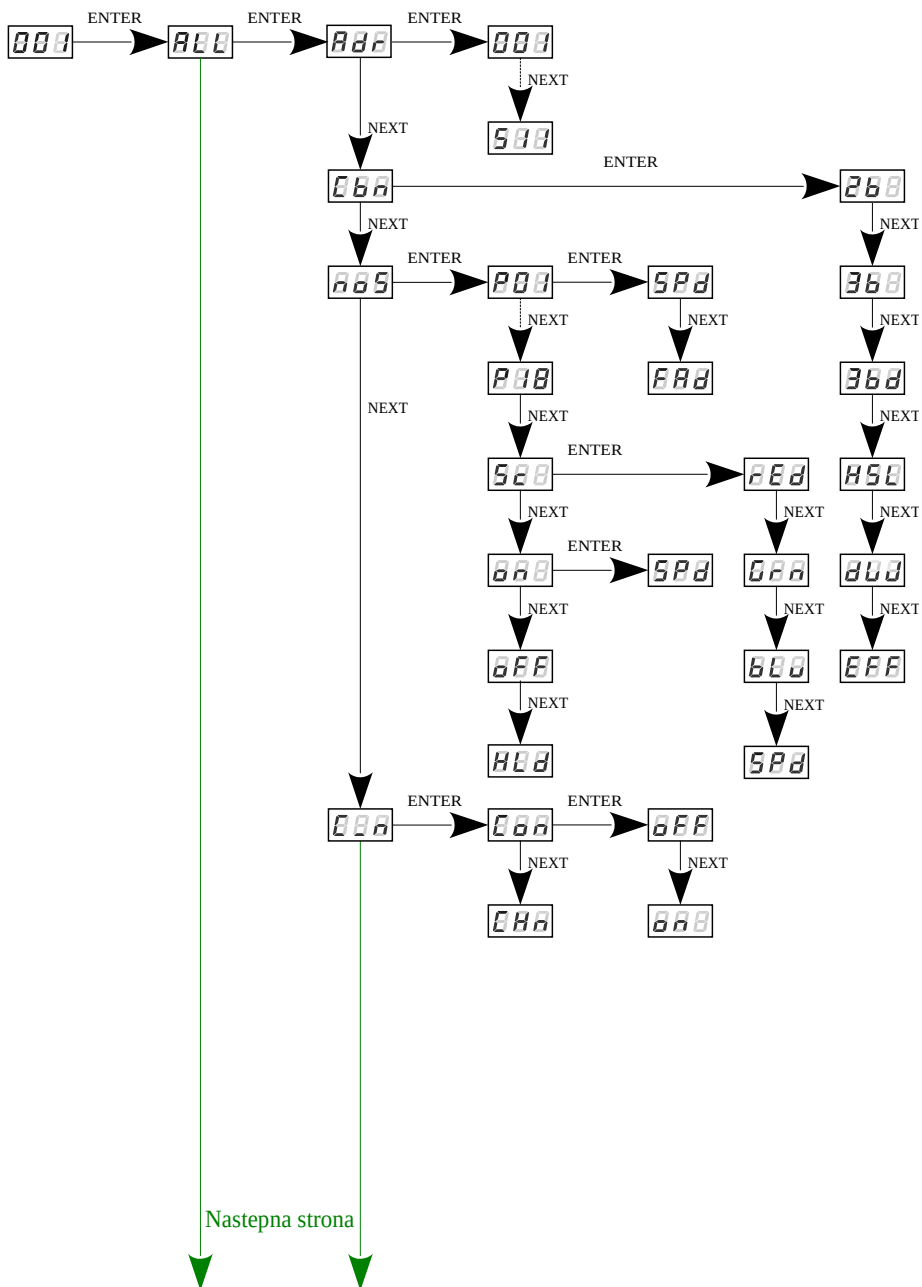 ENTER ENTER ENTER
001 ALL Adr 001
NEXT
NEXT
511
ENTER
Cbn 2b
NEXT NEXT
ENTER ENTER
noS P01 SPd 3b
NEXT NEXT NEXT
P18 FAd 3bd
NEXT NEXT NEXT
ENTER
Sc rEd HSL
NEXT NEXT NEXT
ENTER
on SPd Grn dUJ
NEXT NEXT NEXT
oFF bLu EFF
NEXT NEXT
HLd SPd
ENTER ENTER
C_n Con oFF
NEXT NEXT
CHn on
Nastepna strona